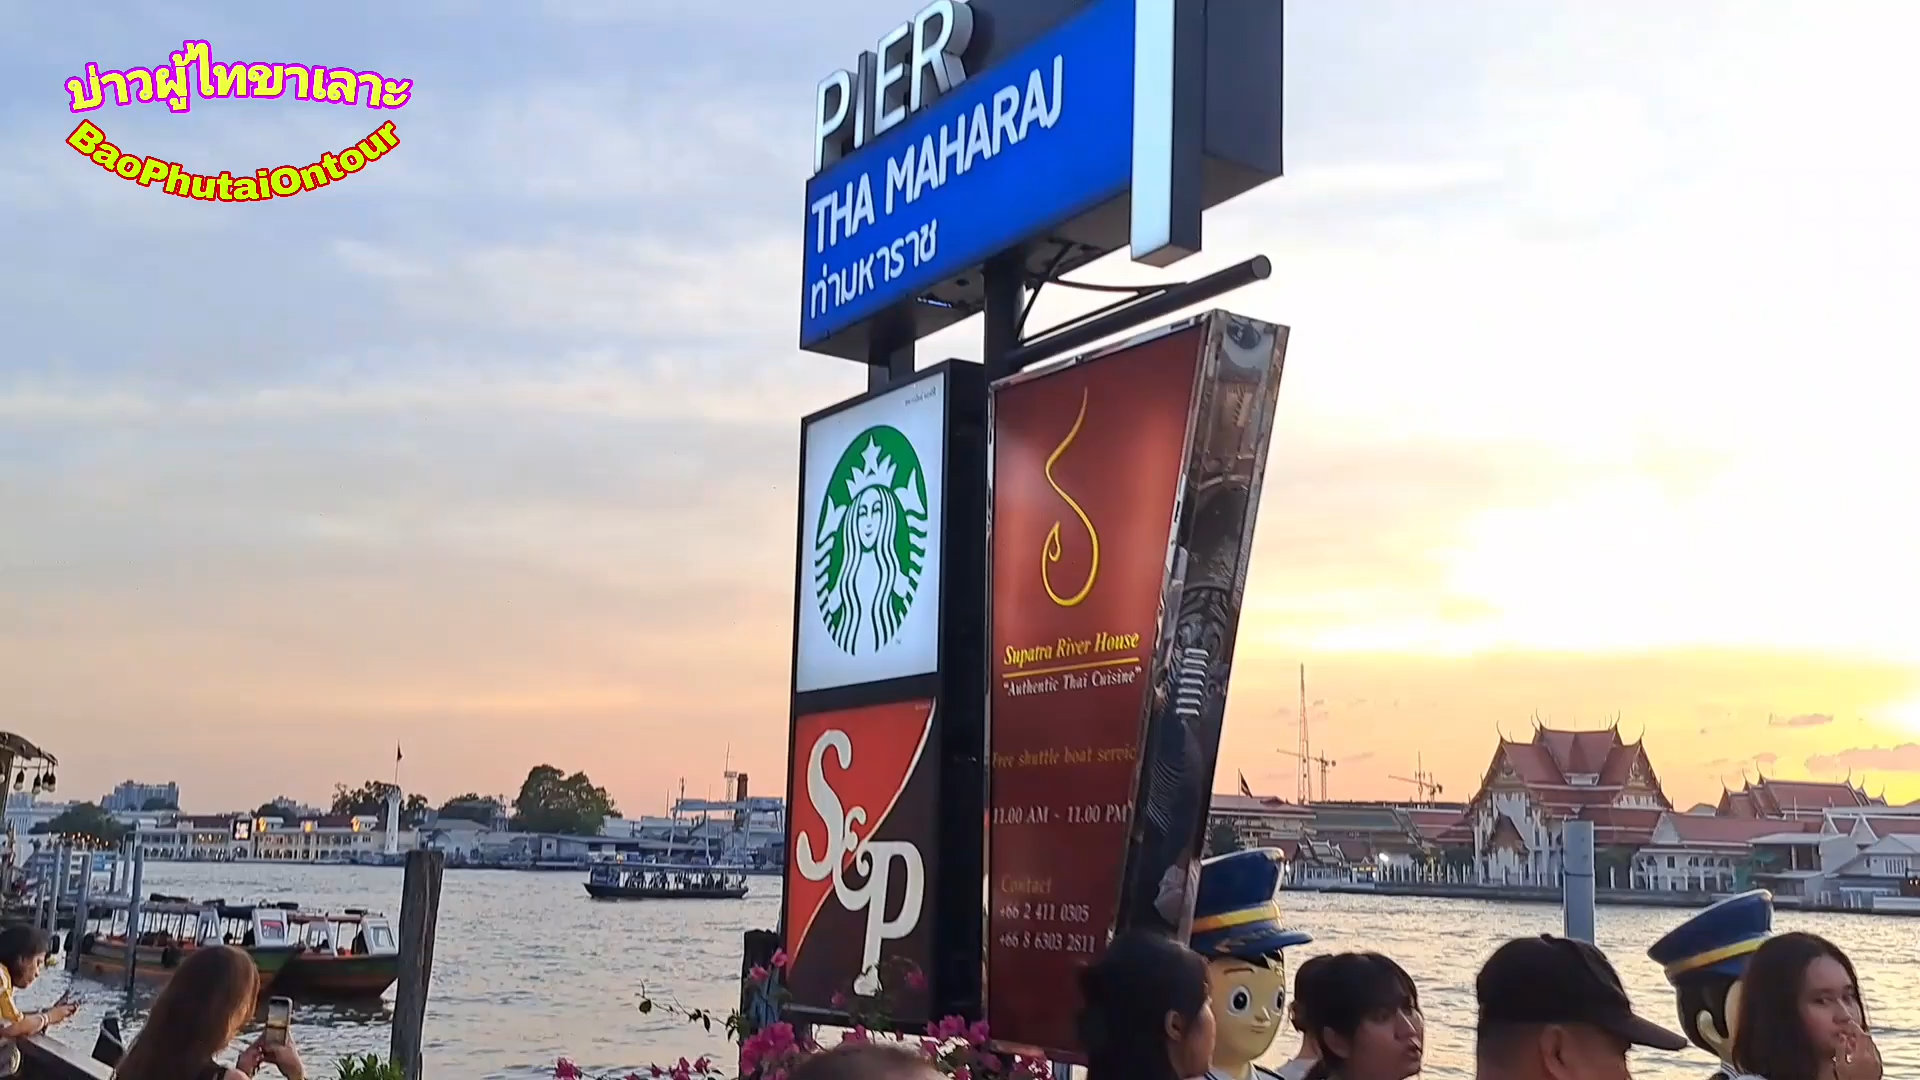 บ่าวผู้ไทขาเลาะ
BaoPhutaiOntour
PIER
THA MAHARAJ
ท่ามหาราช
S&P
Supatra River House
"Authentic Thai Cuisine"
Free shuttle boat servic
11.00 AM - 11.00 PM
Contact
+66 2 411 0305
+66 8 6303 2811